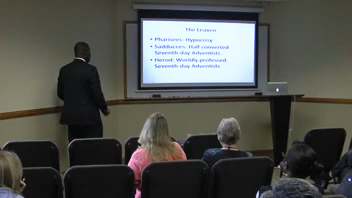 The Leaven
• Pharisees: Hypocrisy
• Sadducees: Half converted
Seventh day Adventists
• Herod: Worldly professed
Seventh day Adventists